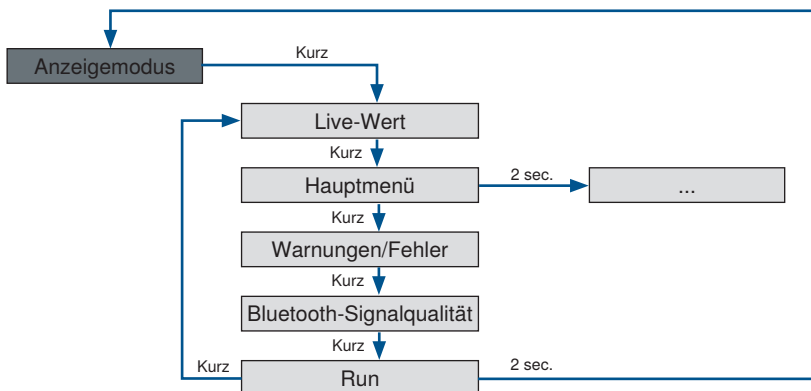 Anzeigemodus
Kurz
Live-Wert
Kurz
Hauptmenü
2 sec.
...
Kurz
Warnungen/Fehler
Kurz
Bluetooth-Signalqualität
Kurz
Kurz
Run
2 sec.